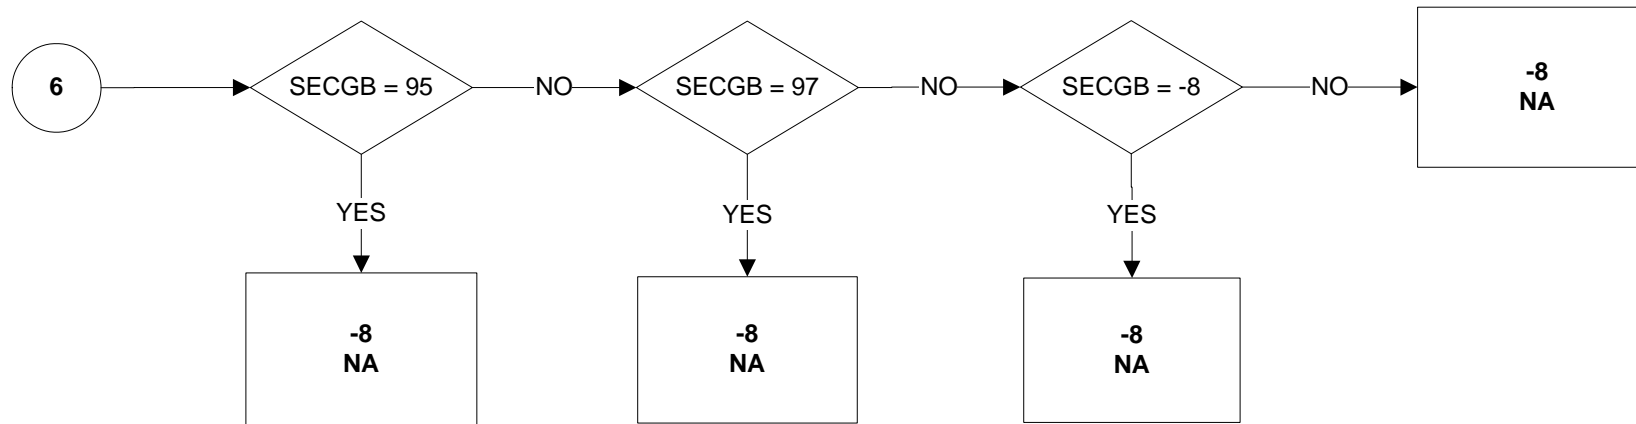 6
SECGB = 95
NO
SECGB = 97
NO
SECGB = -8
NO
-8
NA
YES
YES
YES
-8
NA
-8
NA
-8
NA